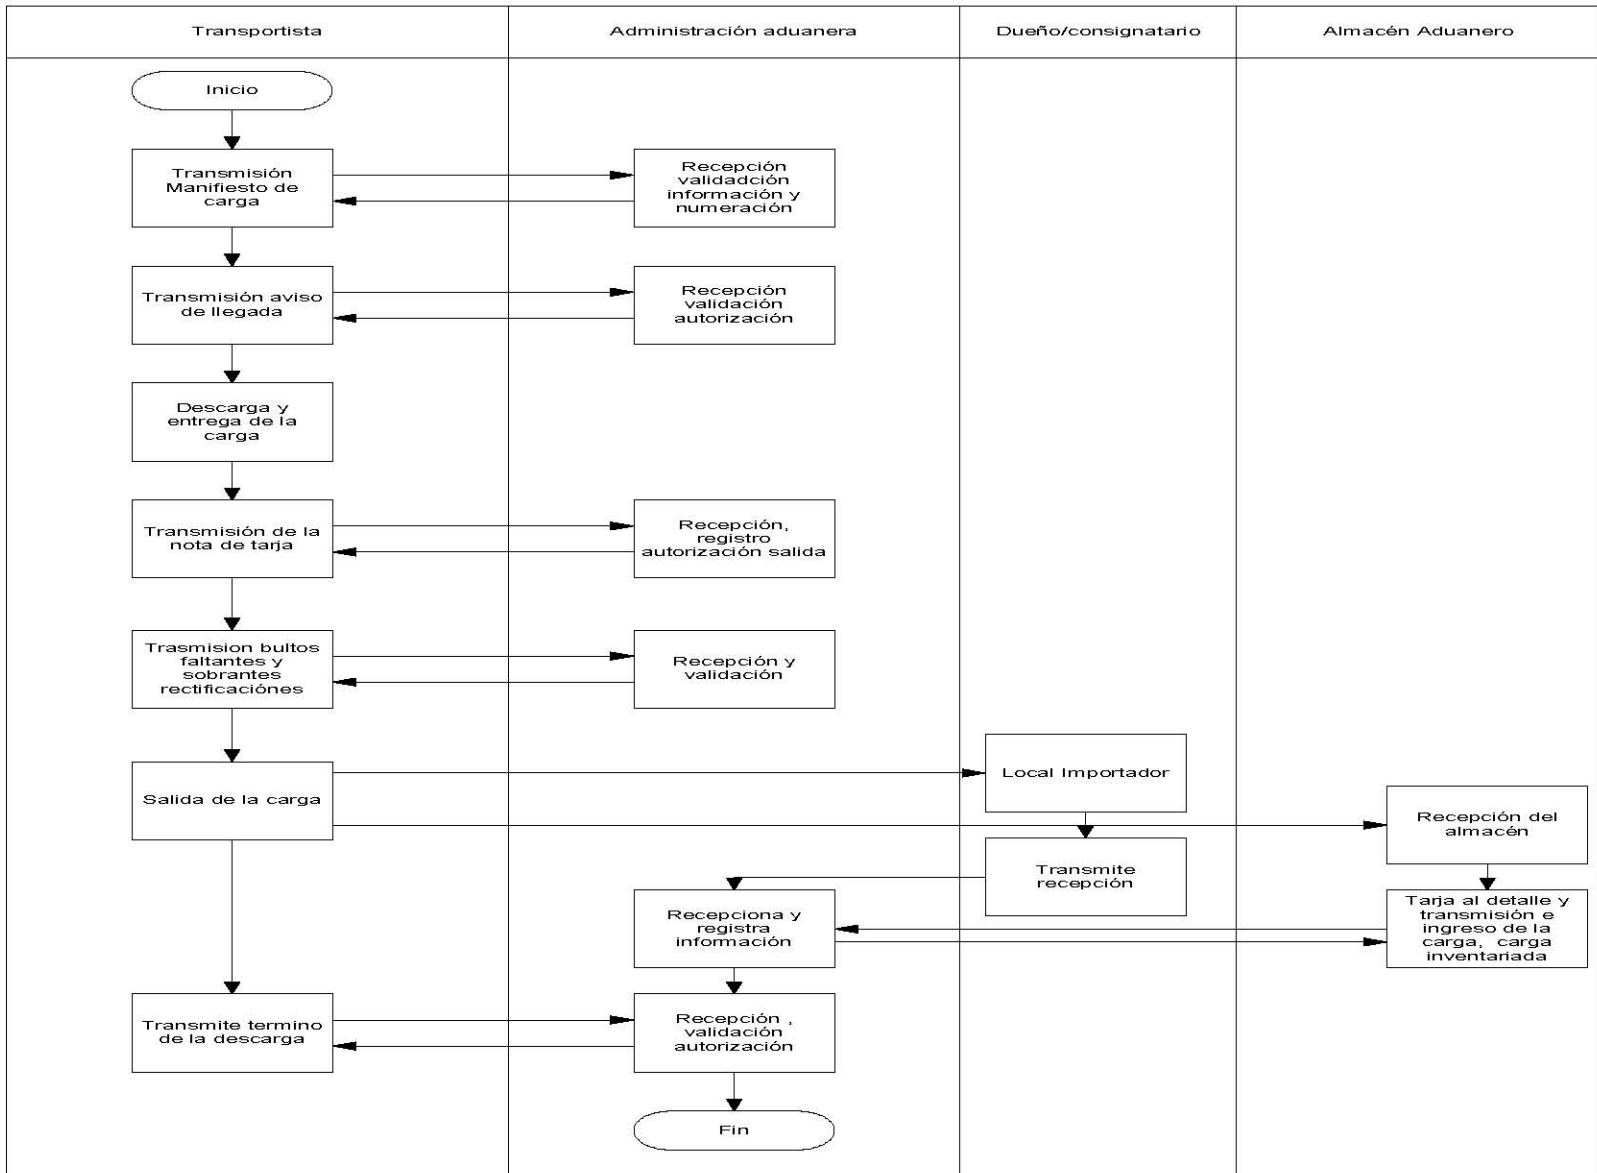 Transportista
Administración aduanera
Dueño/consignatario
Almacén Aduanero
Inicio
Transmisión
Manifiesto de
carga
Recepción
validadción
información y
numeración
Transmisión aviso
de llegada
Recepción
validación
autorización
Descarga y
entrega de la
carga
Transmisión de la
nota de tarja
Recepción,
registro
autorización salida
Trasmision bultos
faltantes y
sobrantes
rectificaciónes
Recepción y
validación
Salida de la carga
Local Importador
Recepción del
almacén
Transmite
recepción
Recepciona y
registra
información
Tarja al detalle y
transmisión e
ingreso de la
carga, carga
inventariada
Transmite termino
de la descarga
Recepción ,
validación
autorización
Fin